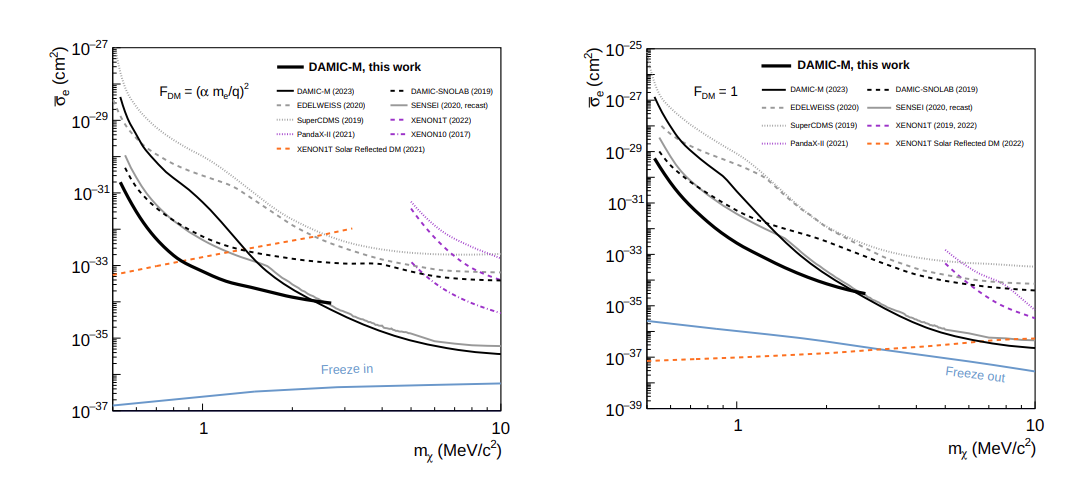 σ̅e (cm²)
10⁻²⁷
10⁻²⁹
10⁻³¹
10⁻³³
10⁻³⁵
10⁻³⁷
DAMIC-M, this work
F_DM = (α mₑ/q)²
DAMIC-M (2023)
DAMIC-SNOLAB (2019)
EDELWEISS (2020)
SENSEI (2020, recast)
SuperCDMS (2019)
XENON1T (2022)
PandaX-II (2021)
XENON10 (2017)
XENON1T Solar Reflected DM (2021)
Freeze in
1
10
mᵪ (MeV/c²)
σ̅e (cm²)
10⁻²⁵
10⁻²⁷
10⁻²⁹
10⁻³¹
10⁻³³
10⁻³⁵
10⁻³⁷
10⁻³⁹
DAMIC-M, this work
F_DM = 1
DAMIC-M (2023)
DAMIC-SNOLAB (2019)
EDELWEISS (2020)
SENSEI (2020, recast)
SuperCDMS (2019)
XENON1T (2019, 2022)
PandaX-II (2021)
XENON1T Solar Reflected DM (2022)
Freeze out
1
10
mᵪ (MeV/c²)